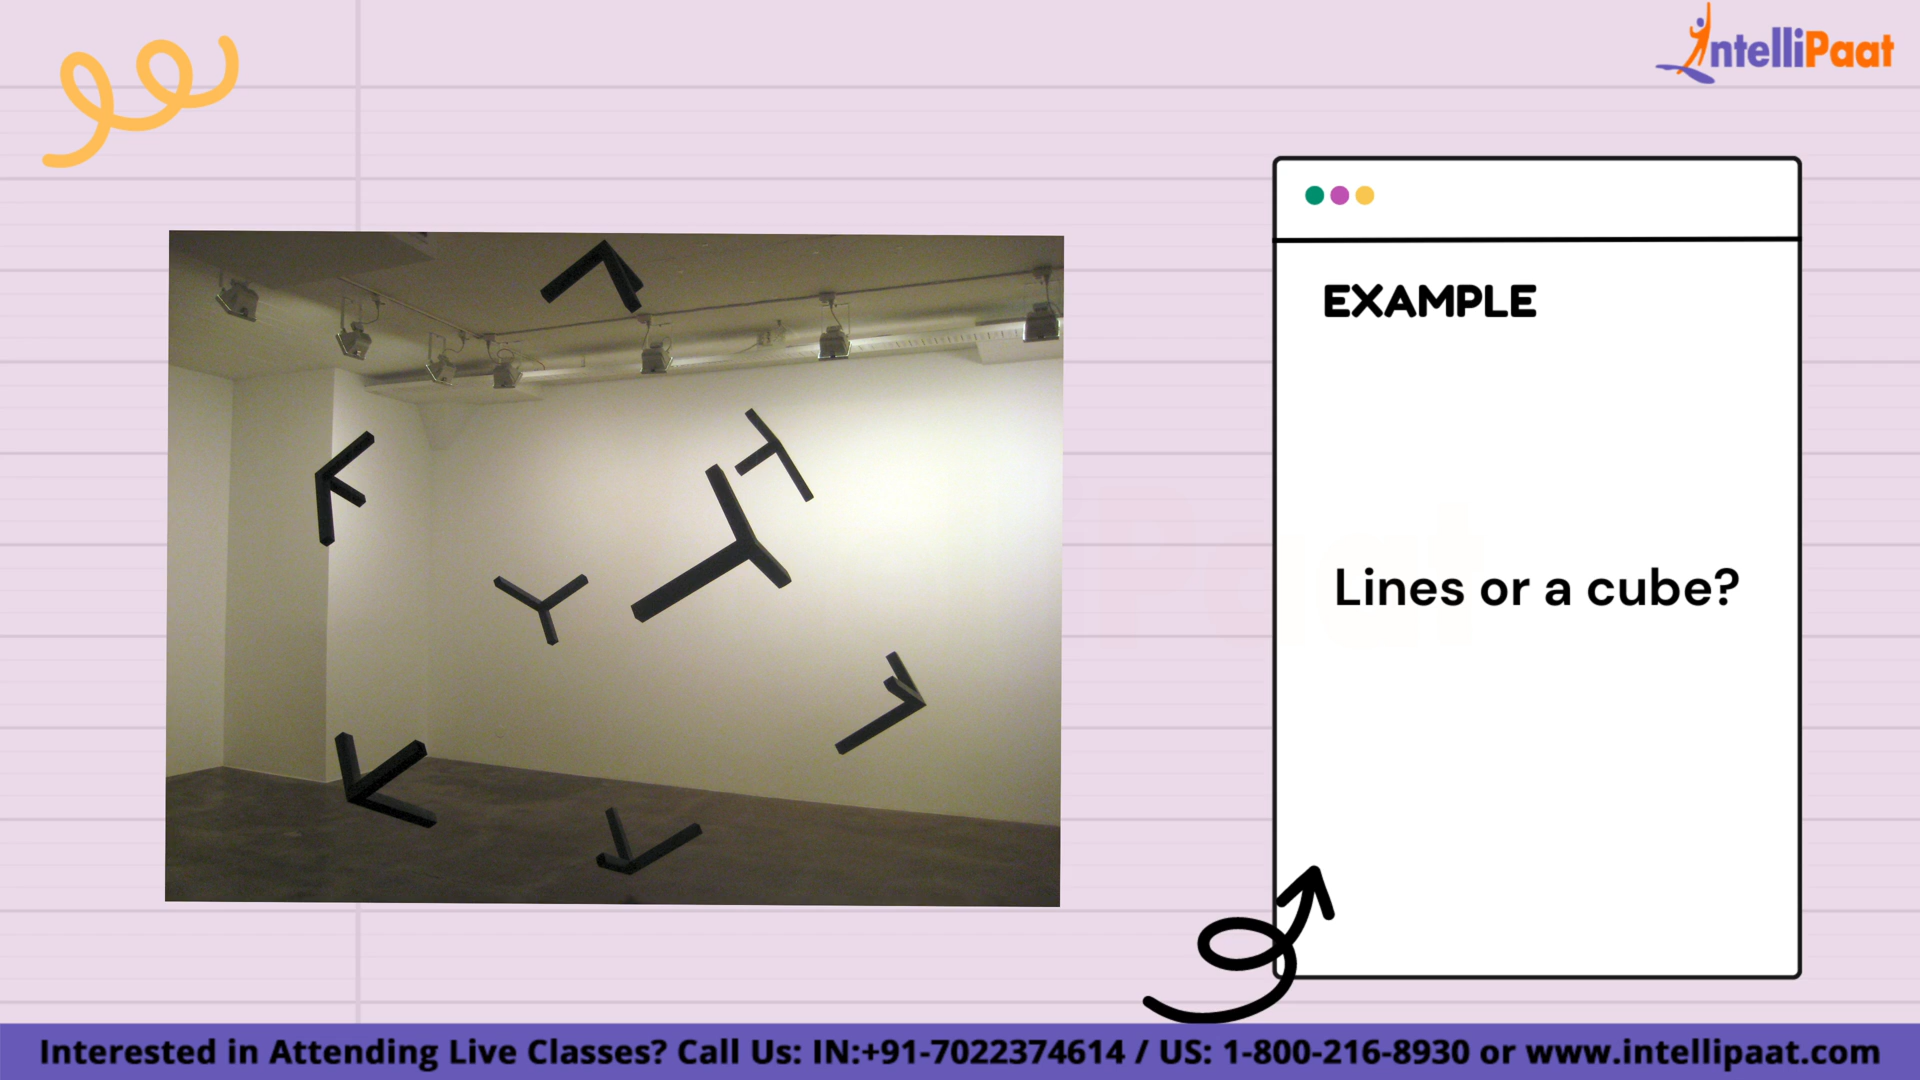 IntelliPaat
EXAMPLE
Lines or a cube?
Interested in Attending Live Classes? Call Us: IN:+91-7022374614 / US: 1-800-216-8930 or www.intellipaat.com